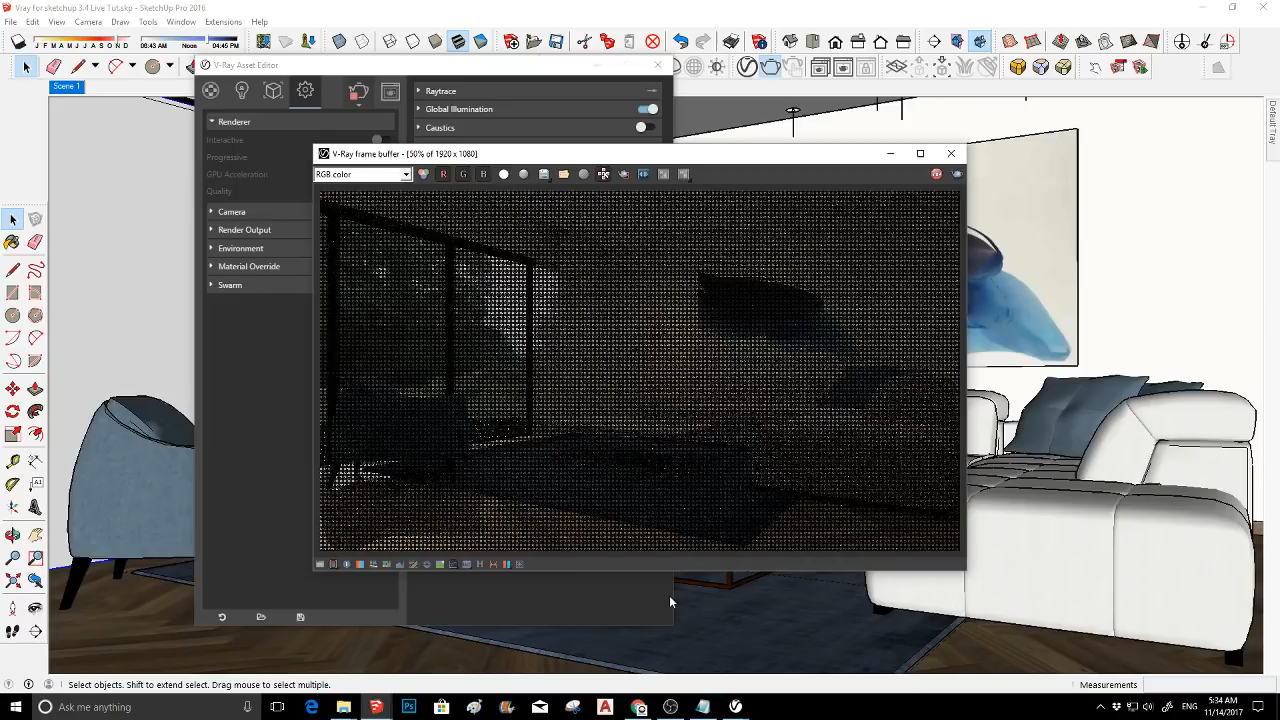 Vray for sketchup 3.4 Live Tut.skp - SketchUp Pro 2016
File Edit View Camera Draw Tools Window Extensions Help
J F M A M J J A S O N D 06:43 AM Noon 04:45 PM
Scene 1
V-Ray Asset Editor
Renderer
Interactive
Progressive
GPU Acceleration
Quality
Camera
Render Output
Environment
Material Override
Swarm
Raytrace
Global Illumination
Caustics
V-Ray frame buffer - [50% of 1920 x 1080]
RGB color
R G B
Default Tray
Select objects. Shift to extend select. Drag mouse to select multiple.
Measurements
Ask me anything
ENG
5:34 AM
11/14/2017